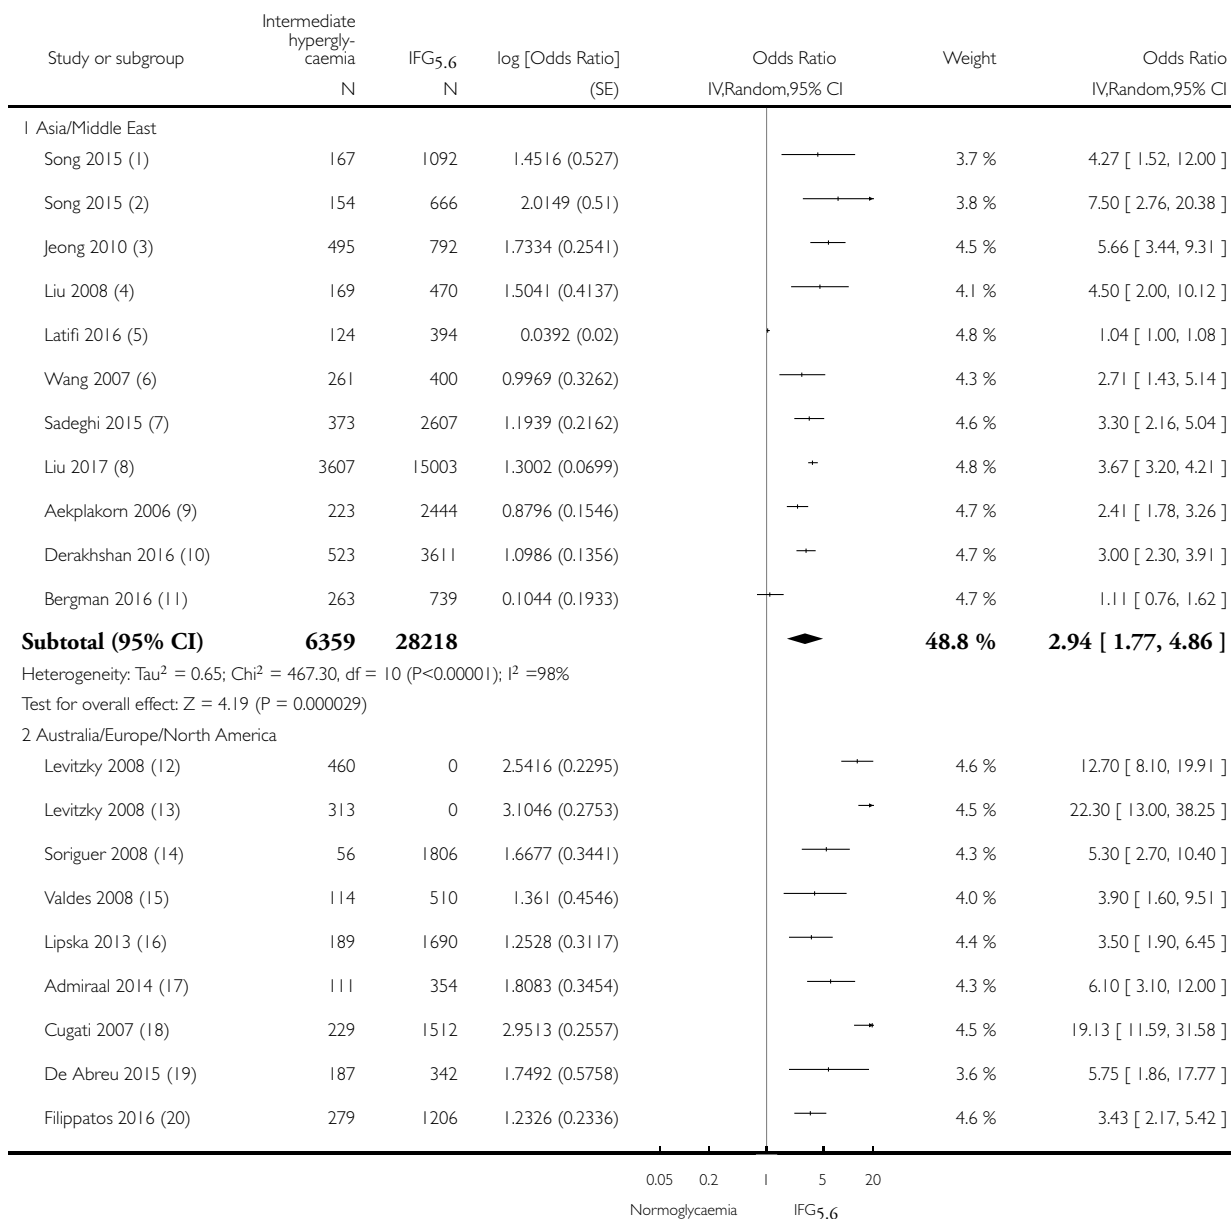 Intermediate
hypergly-
Study or subgroup caemia IFG5.6 log [Odds Ratio] Odds Ratio Weight Odds Ratio
N N (SE) IV,Random,95% CI IV,Random,95% CI
1 Asia/Middle East
Song 2015 (1) 167 1092 1.4516 (0.527) 3.7 % 4.27 [ 1.52, 12.00 ]
Song 2015 (2) 154 666 2.0149 (0.51) 3.8 % 7.50 [ 2.76, 20.38 ]
Jeong 2010 (3) 495 792 1.7334 (0.2541) 4.5 % 5.66 [ 3.44, 9.31 ]
Liu 2008 (4) 169 470 1.5041 (0.4137) 4.1 % 4.50 [ 2.00, 10.12 ]
Latifi 2016 (5) 124 394 0.0392 (0.02) 4.8 % 1.04 [ 1.00, 1.08 ]
Wang 2007 (6) 261 400 0.9969 (0.3262) 4.3 % 2.71 [ 1.43, 5.14 ]
Sadeghi 2015 (7) 373 2607 1.1939 (0.2162) 4.6 % 3.30 [ 2.16, 5.04 ]
Liu 2017 (8) 3607 15003 1.3002 (0.0699) 4.8 % 3.67 [ 3.20, 4.21 ]
Aekplakorn 2006 (9) 223 2444 0.8796 (0.1546) 4.7 % 2.41 [ 1.78, 3.26 ]
Derakhshan 2016 (10) 523 3611 1.0986 (0.1356) 4.7 % 3.00 [ 2.30, 3.91 ]
Bergman 2016 (11) 263 739 0.1044 (0.1933) 4.7 % 1.11 [ 0.76, 1.62 ]
Subtotal (95% CI) 6359 28218 48.8 % 2.94 [ 1.77, 4.86 ]
Heterogeneity: Tau² = 0.65; Chi² = 467.30, df = 10 (P<0.00001); I² =98%
Test for overall effect: Z = 4.19 (P = 0.000029)
2 Australia/Europe/North America
Levitzky 2008 (12) 460 0 2.5416 (0.2295) 4.6 % 12.70 [ 8.10, 19.91 ]
Levitzky 2008 (13) 313 0 3.1046 (0.2753) 4.5 % 22.30 [ 13.00, 38.25 ]
Soriguer 2008 (14) 56 1806 1.6677 (0.3441) 4.3 % 5.30 [ 2.70, 10.40 ]
Valdes 2008 (15) 114 510 1.361 (0.4546) 4.0 % 3.90 [ 1.60, 9.51 ]
Lipska 2013 (16) 189 1690 1.2528 (0.3117) 4.4 % 3.50 [ 1.90, 6.45 ]
Admiraal 2014 (17) 111 354 1.8083 (0.3454) 4.3 % 6.10 [ 3.10, 12.00 ]
Cugati 2007 (18) 229 1512 2.9513 (0.2557) 4.5 % 19.13 [ 11.59, 31.58 ]
De Abreu 2015 (19) 187 342 1.7492 (0.5758) 3.6 % 5.75 [ 1.86, 17.77 ]
Filippatos 2016 (20) 279 1206 1.2326 (0.2336) 4.6 % 3.43 [ 2.17, 5.42 ]
0.05 0.2 1 5 20
Normoglycaemia IFG5.6